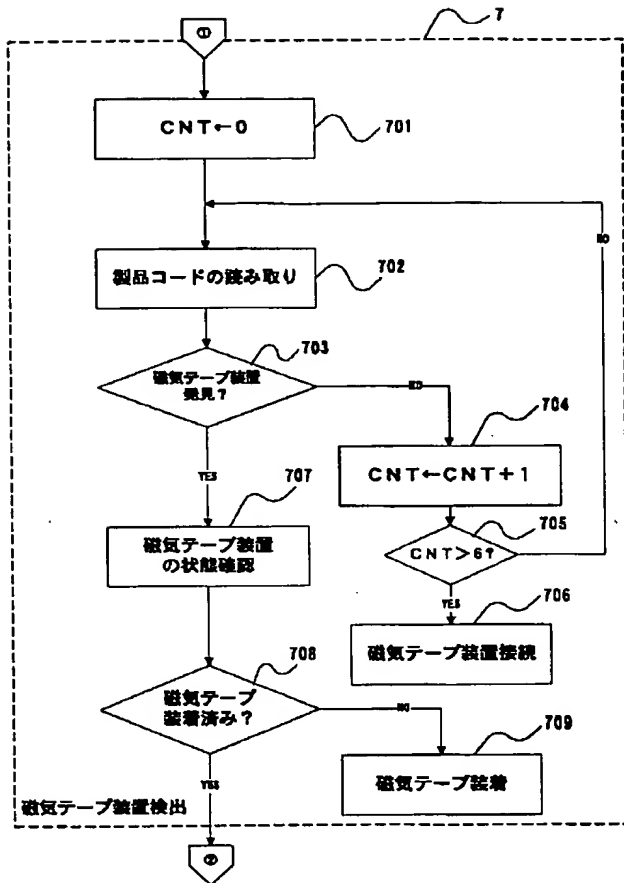 7
①
CNT←0
701
製品コードの読み取り
702
NO
磁気テープ装置
発見？
703
NO
704
CNT←CNT+1
YES
707
磁気テープ装置
の状態確認
705
CNT>6?
YES
706
磁気テープ装置接続
708
磁気テープ
装着済み？
NO
709
磁気テープ装着
YES
磁気テープ装置検出
②